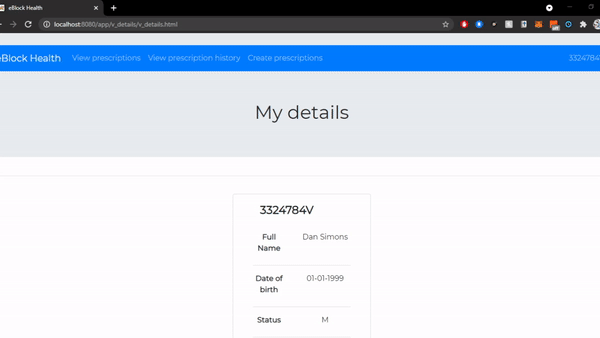 eBlock Health
localhost:8080/app/v_details/v_details.html
eBlock Health View prescriptions View prescription history Create prescriptions 3324784
My details
3324784V
Full Name Dan Simons
Date of birth 01-01-1999
Status M